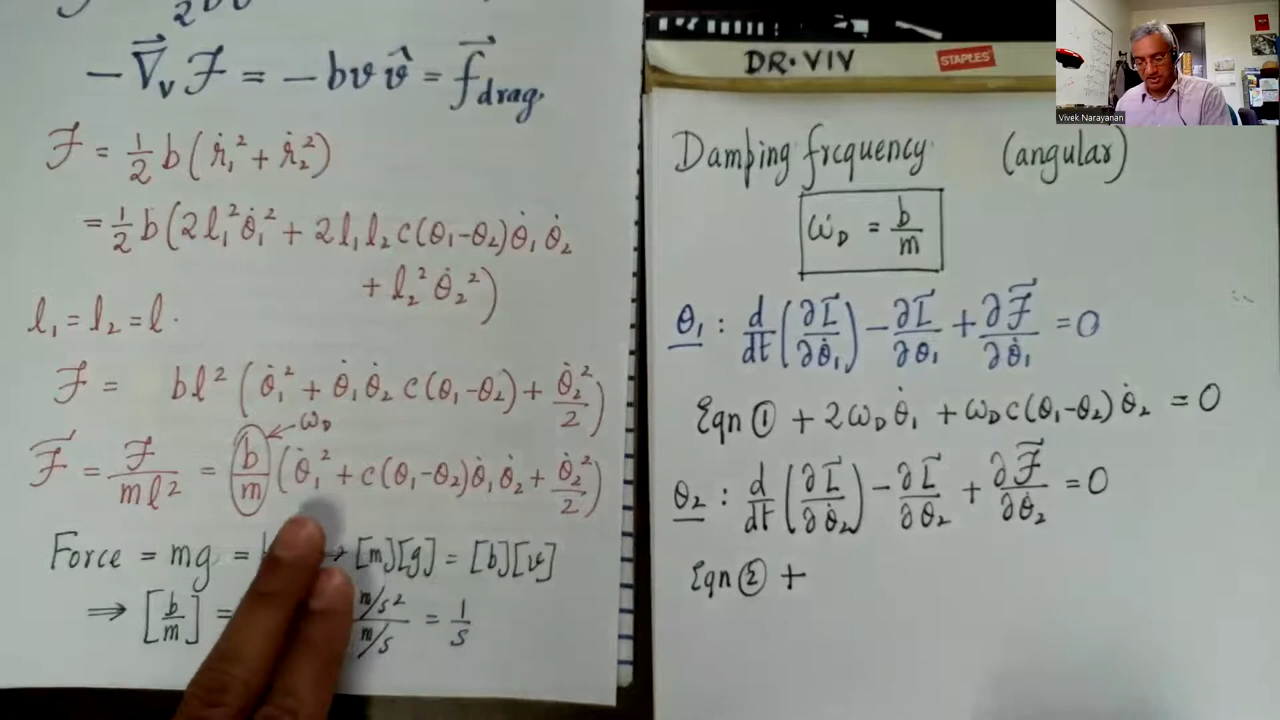 2b
-∇⃗ᵥ ℱ = -bv v̂ = f⃗drag.
ℱ = 1/2 b(ṙ₁² + ṙ₂²)
= 1/2 b(2l₁²θ̇₁² + 2l₁l₂ c(θ₁-θ₂)θ̇₁θ̇₂
+ l₂²θ̇₂²)
l₁ = l₂ = l.
ℱ = bl²(θ̇₁² + θ̇₁θ̇₂ c(θ₁-θ₂) + θ̇₂²/2)
ω_D
ℱ̃ = ℱ/ml² = b/m (θ̇₁² + c(θ₁-θ₂)θ̇₁θ̇₂ + θ̇₂²/2)
Force = mg = → [m][g] = [b][v]
⇒ [b/m] = m/s² / m/s = 1/s
DR. VIV
STAPLES
Vivek Narayanan
Damping frequency (angular)
ω_D = b/m
θ₁ : d/dt(∂L̃/∂θ̇₁) - ∂L̃/∂θ₁ + ∂ℱ̃/∂θ̇₁ = 0
Eqn ① + 2ω_D θ̇₁ + ω_D c(θ₁-θ₂) θ̇₂ = 0
θ₂ : d/dt(∂L̃/∂θ̇₂) - ∂L̃/∂θ₂ + ∂ℱ̃/∂θ̇₂ = 0
Eqn ② +